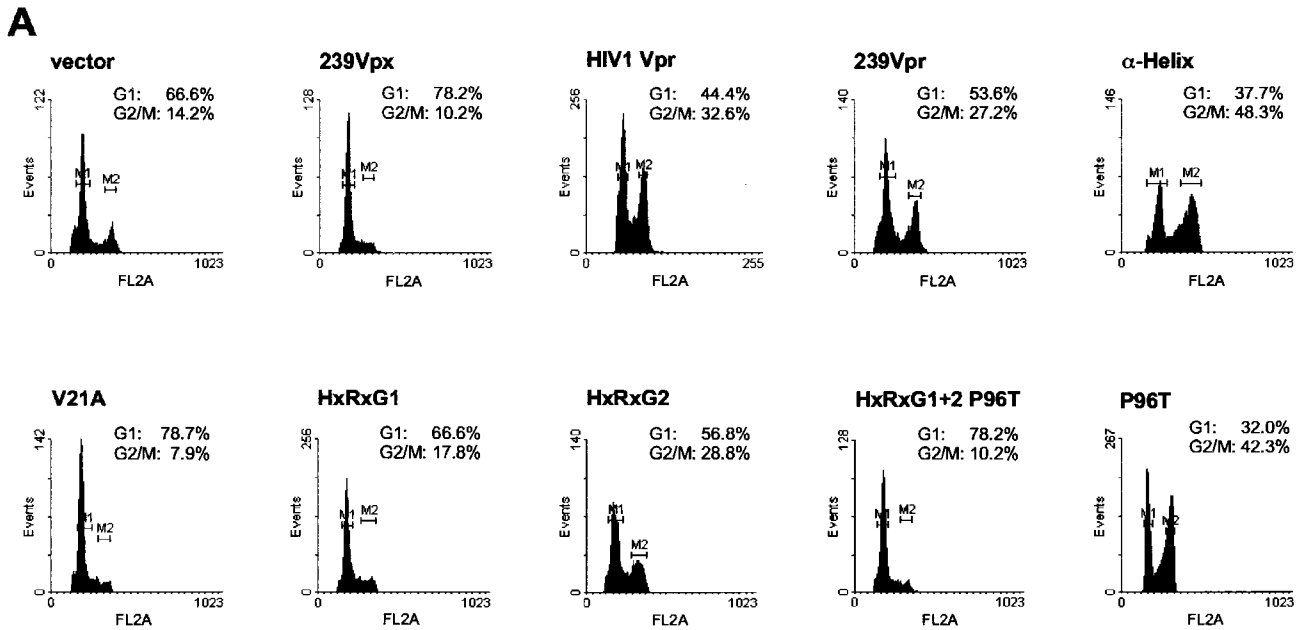 A
vector
G1: 66.6%
G2/M: 14.2%
122
Events
0
M1
M2
0
1023
FL2A
239Vpx
G1: 78.2%
G2/M: 10.2%
128
Events
0
M1
M2
0
1023
FL2A
HIV1 Vpr
G1: 44.4%
G2/M: 32.6%
256
Events
0
M1
M2
0
255
FL2A
239Vpr
G1: 53.6%
G2/M: 27.2%
140
Events
0
M1
M2
0
1023
FL2A
α-Helix
G1: 37.7%
G2/M: 48.3%
146
Events
0
M1
M2
0
1023
FL2A
V21A
G1: 78.7%
G2/M: 7.9%
142
Events
0
M2
0
1023
FL2A
HxRxG1
G1: 66.6%
G2/M: 17.8%
256
Events
0
M1
M2
0
1023
FL2A
HxRxG2
G1: 56.8%
G2/M: 28.8%
140
Events
0
M1
M2
0
1023
FL2A
HxRxG1+2 P96T
G1: 78.2%
G2/M: 10.2%
128
Events
0
M1
M2
0
1023
FL2A
P96T
G1: 32.0%
G2/M: 42.3%
267
Events
0
M1
M2
0
1023
FL2A